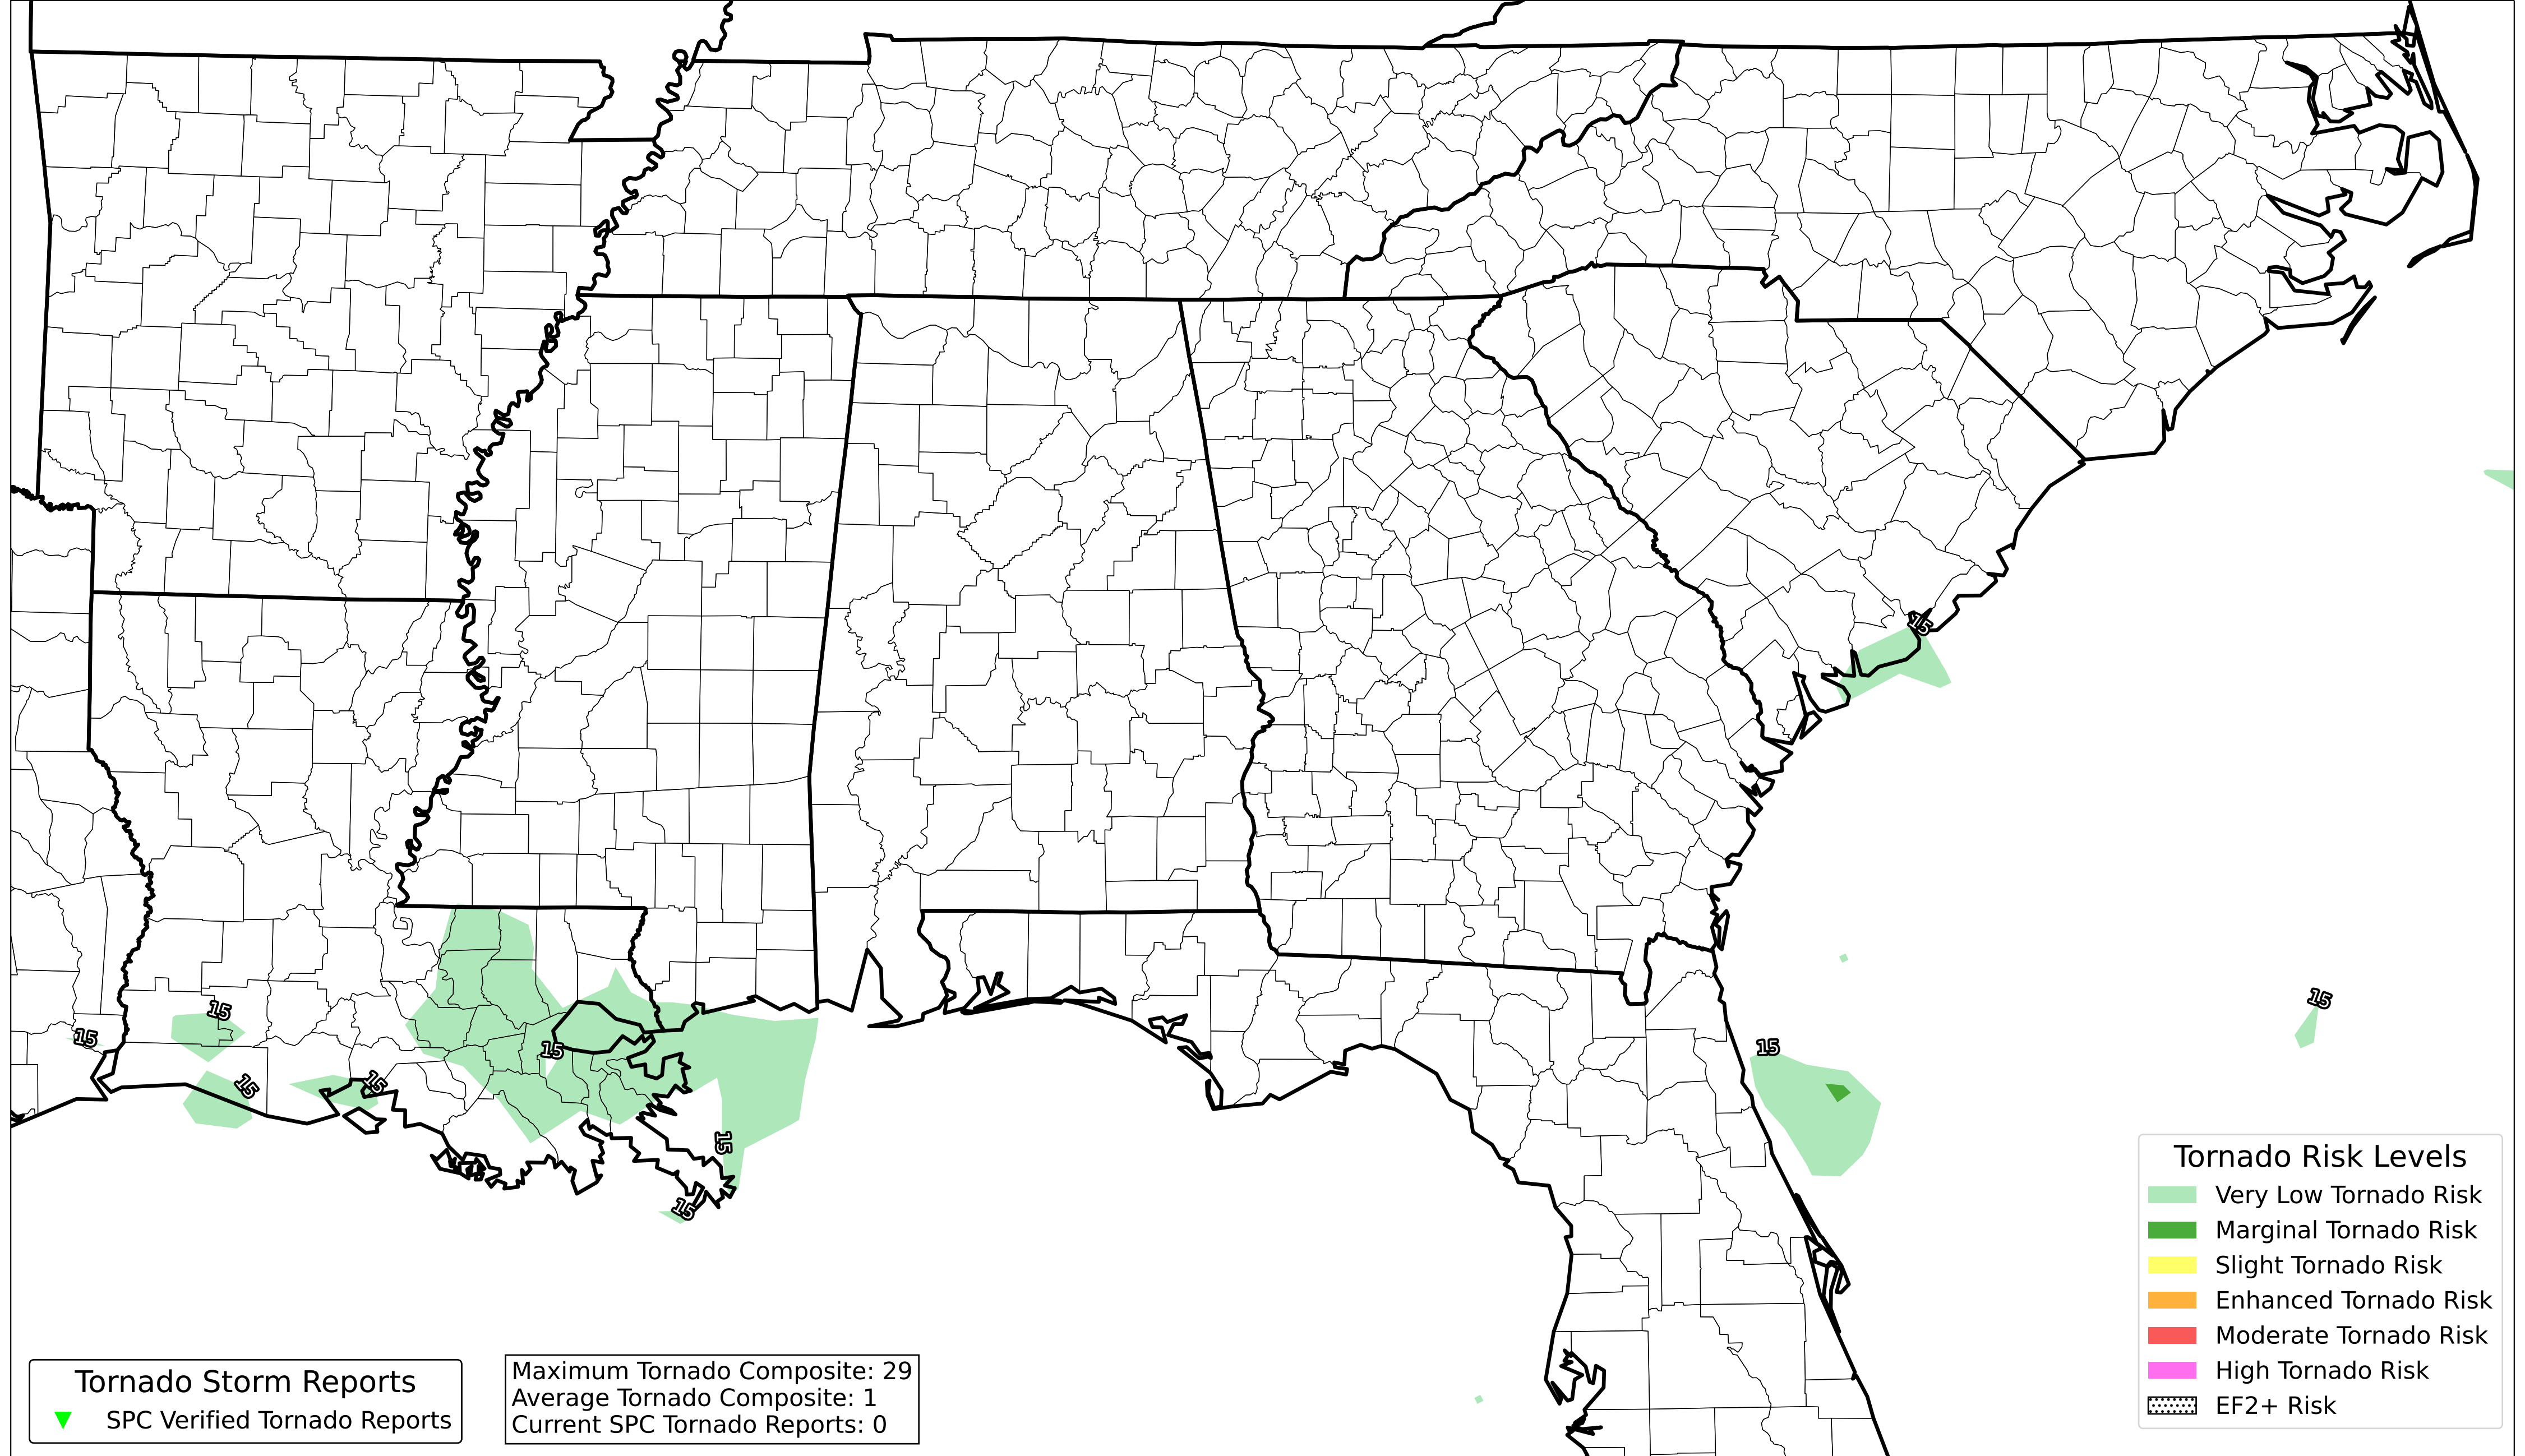 15
15
15
15
15
15
15
15
15
15
Tornado Risk Levels
Very Low Tornado Risk
Marginal Tornado Risk
Slight Tornado Risk
Enhanced Tornado Risk
Moderate Tornado Risk
High Tornado Risk
EF2+ Risk
Tornado Storm Reports
SPC Verified Tornado Reports
Maximum Tornado Composite: 29
Average Tornado Composite: 1
Current SPC Tornado Reports: 0